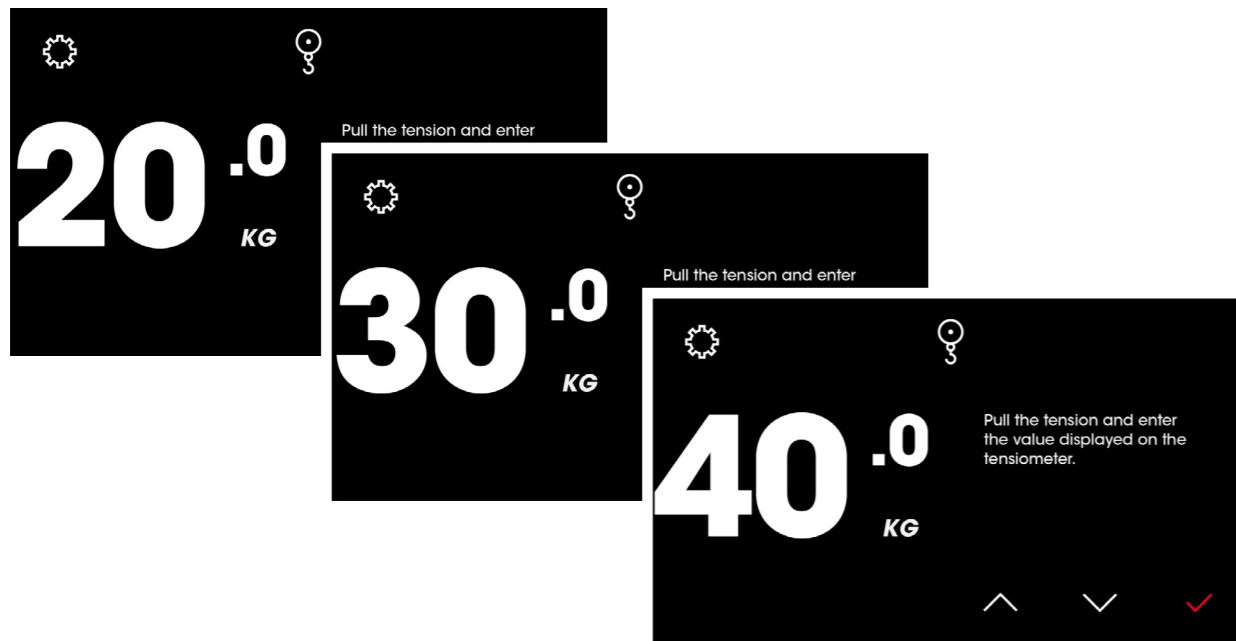 20.0
KG
Pull the tension and enter
30.0
KG
Pull the tension and enter
40.0
KG
Pull the tension and enter
the value displayed on the
tensiometer.